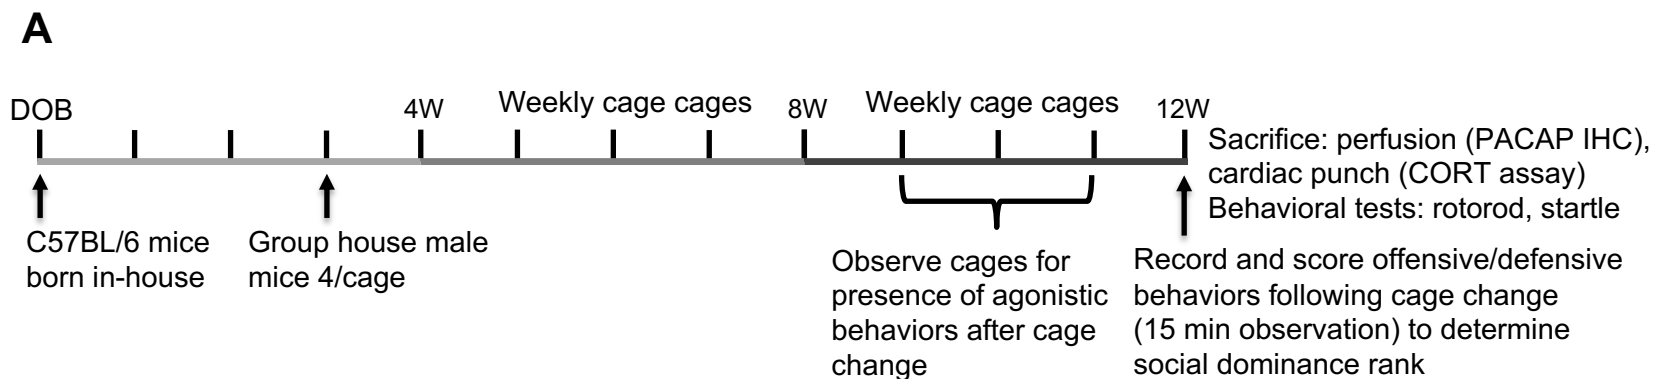 A
DOB
4W
Weekly cage cages
8W
Weekly cage cages
12W
Sacrifice: perfusion (PACAP IHC),
cardiac punch (CORT assay)
Behavioral tests: rotorod, startle
C57BL/6 mice
born in-house
Group house male
mice 4/cage
Observe cages for
presence of agonistic
behaviors after cage
change
Record and score offensive/defensive
behaviors following cage change
(15 min observation) to determine
social dominance rank